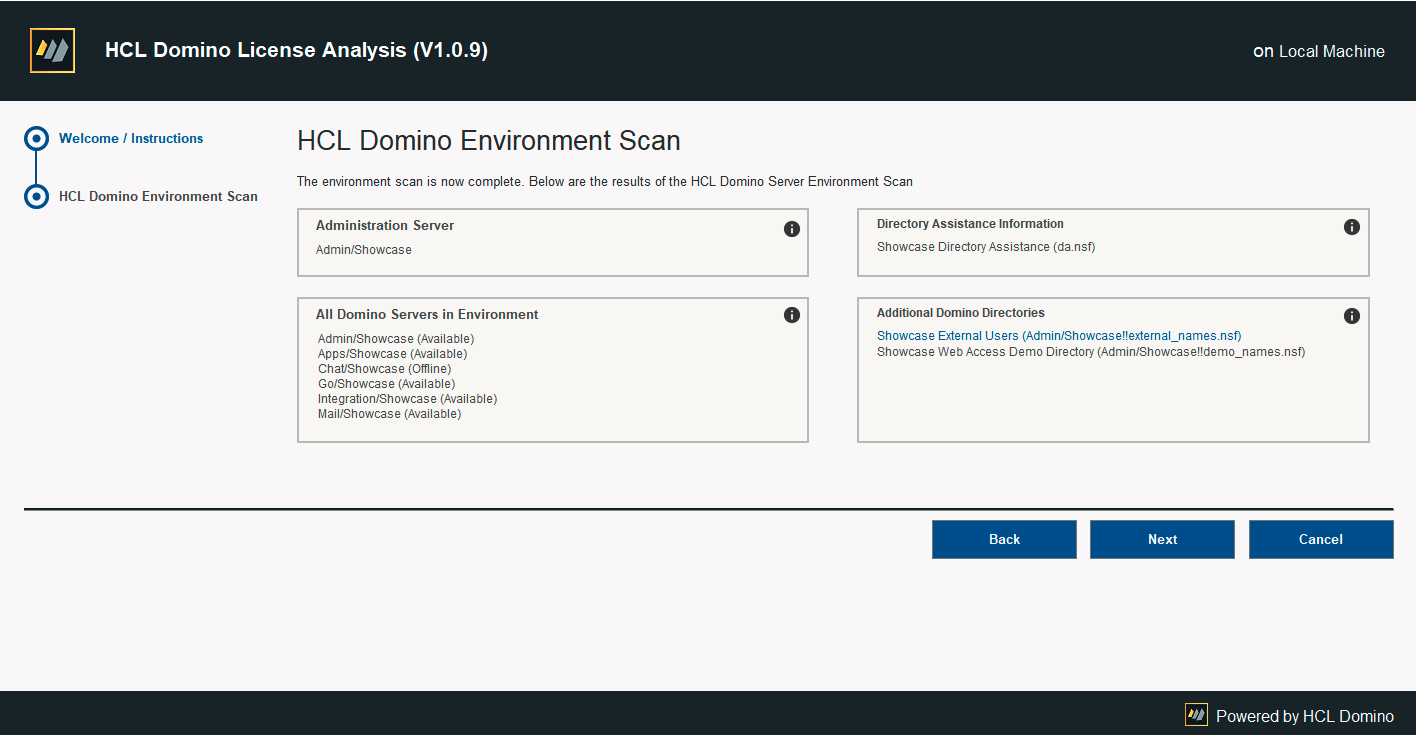 HCL Domino License Analysis (V1.0.9)
on Local Machine
Welcome / Instructions
HCL Domino Environment Scan
HCL Domino Environment Scan
The environment scan is now complete. Below are the results of the HCL Domino Server Environment Scan
Administration Server
Admin/Showcase
Directory Assistance Information
Showcase Directory Assistance (da.nsf)
All Domino Servers in Environment
Admin/Showcase (Available)
Apps/Showcase (Available)
Chat/Showcase (Offline)
Go/Showcase (Available)
Integration/Showcase (Available)
Mail/Showcase (Available)
Additional Domino Directories
Showcase External Users (Admin/Showcase!!external_names.nsf)
Showcase Web Access Demo Directory (Admin/Showcase!!demo_names.nsf)
Back
Next
Cancel
Powered by HCL Domino